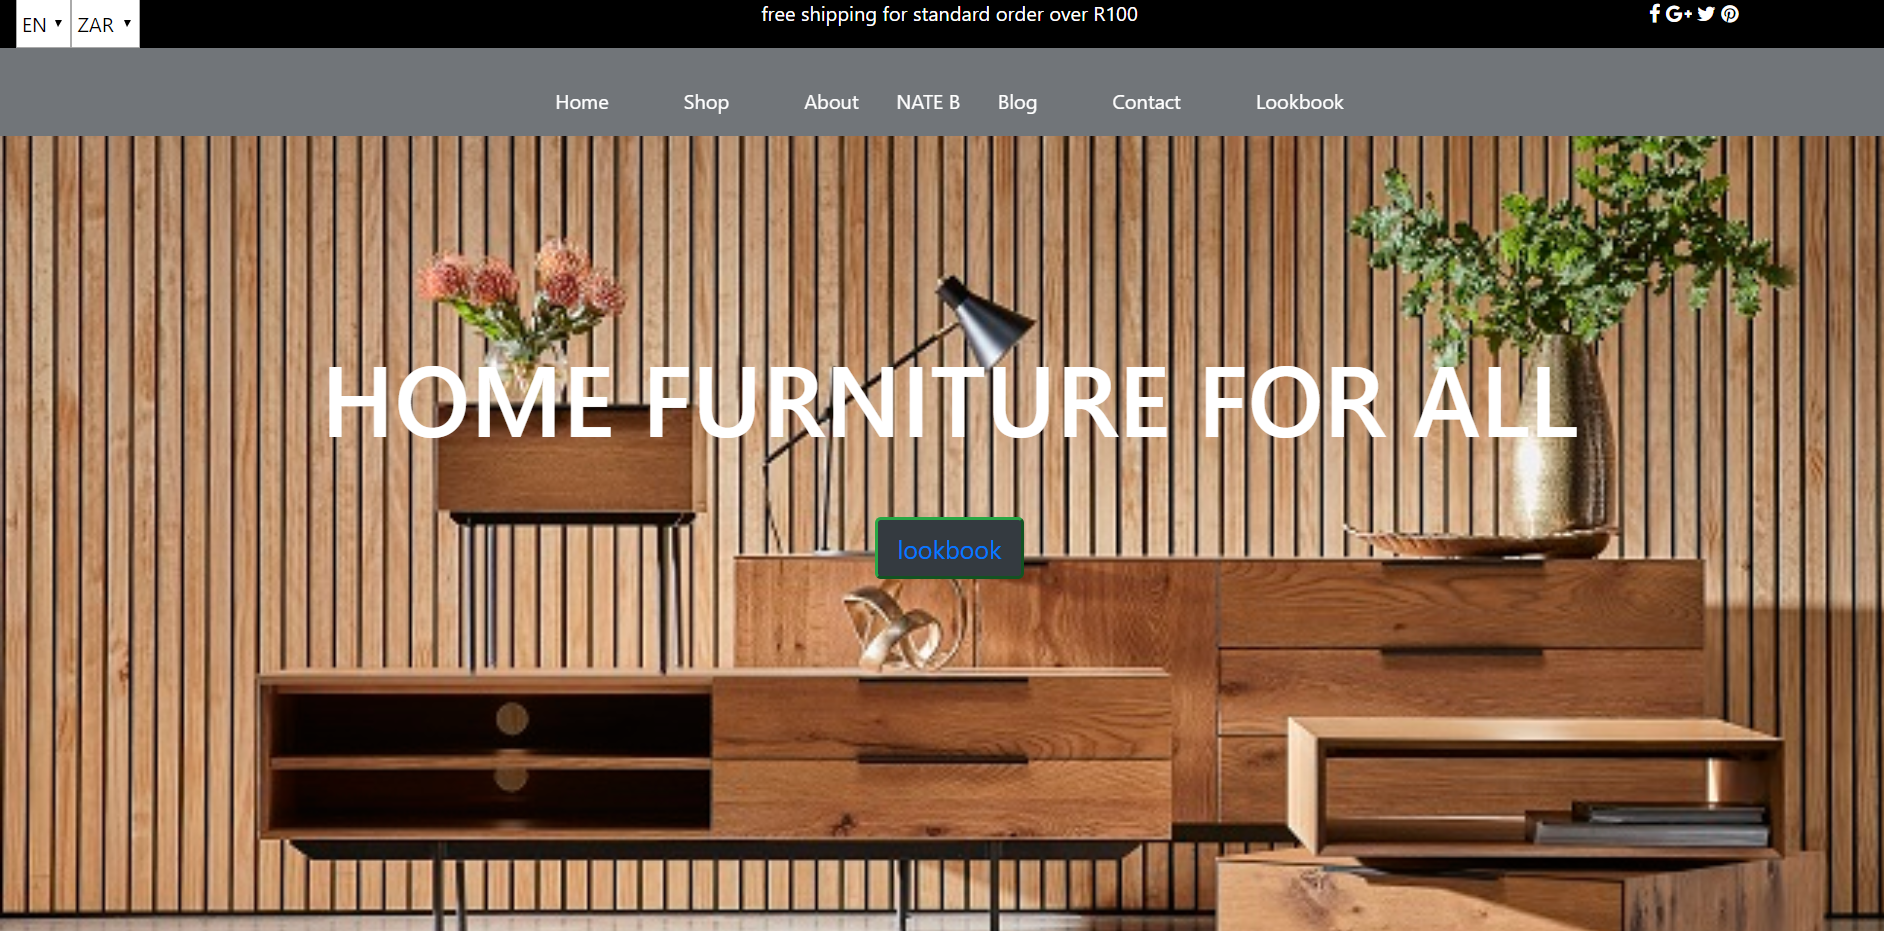 EN ZAR free shipping for standard order over R100
Home Shop About NATE B Blog Contact Lookbook
HOME FURNITURE FOR ALL
lookbook